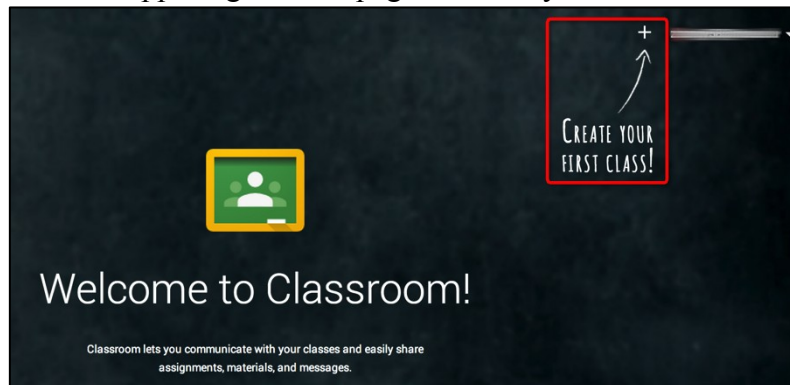 +
CREATE YOUR
FIRST CLASS!
Welcome to Classroom!
Classroom lets you communicate with your classes and easily share
assignments, materials, and messages.